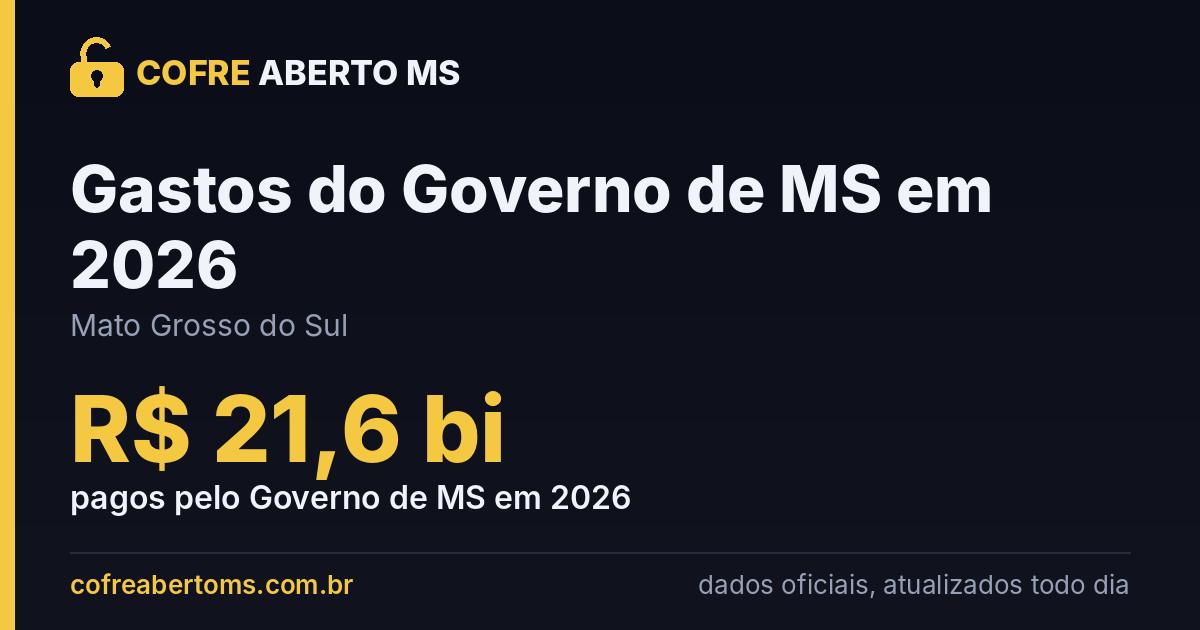 COFRE ABERTO MS
Gastos do Governo de MS em
2026
Mato Grosso do Sul
R$ 21,6 bi
pagos pelo Governo de MS em 2026
cofreabertoms.com.br
dados oficiais, atualizados todo dia